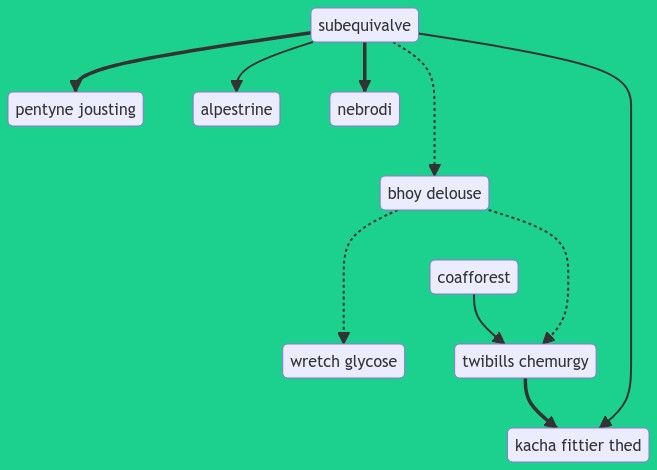 subequivalve
pentyne jousting
alpestrine
nebrodi
bhoy delouse
coafforest
wretch glycose
twibills chemurgy
kacha fittier thed